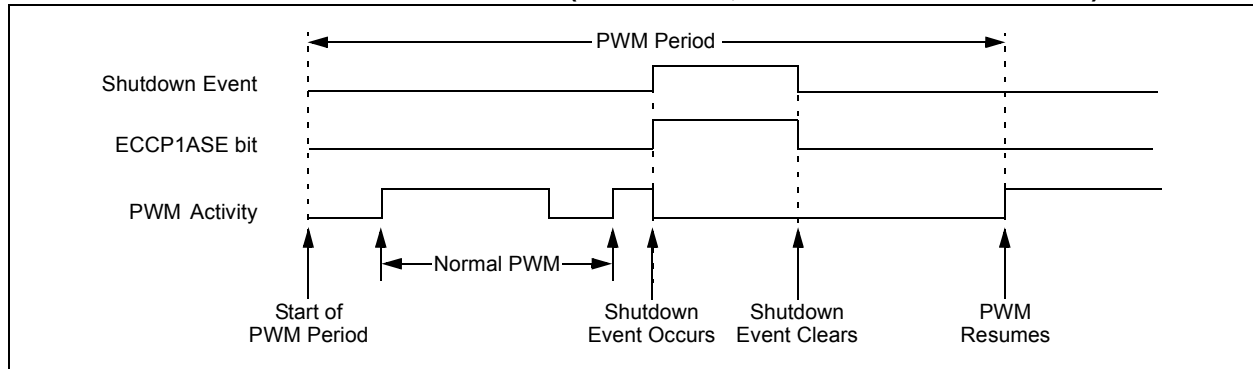 PWM Period
Shutdown Event
ECCP1ASE bit
PWM Activity
Normal PWM
Start of
PWM Period
Shutdown
Event Occurs
Shutdown
Event Clears
PWM
Resumes